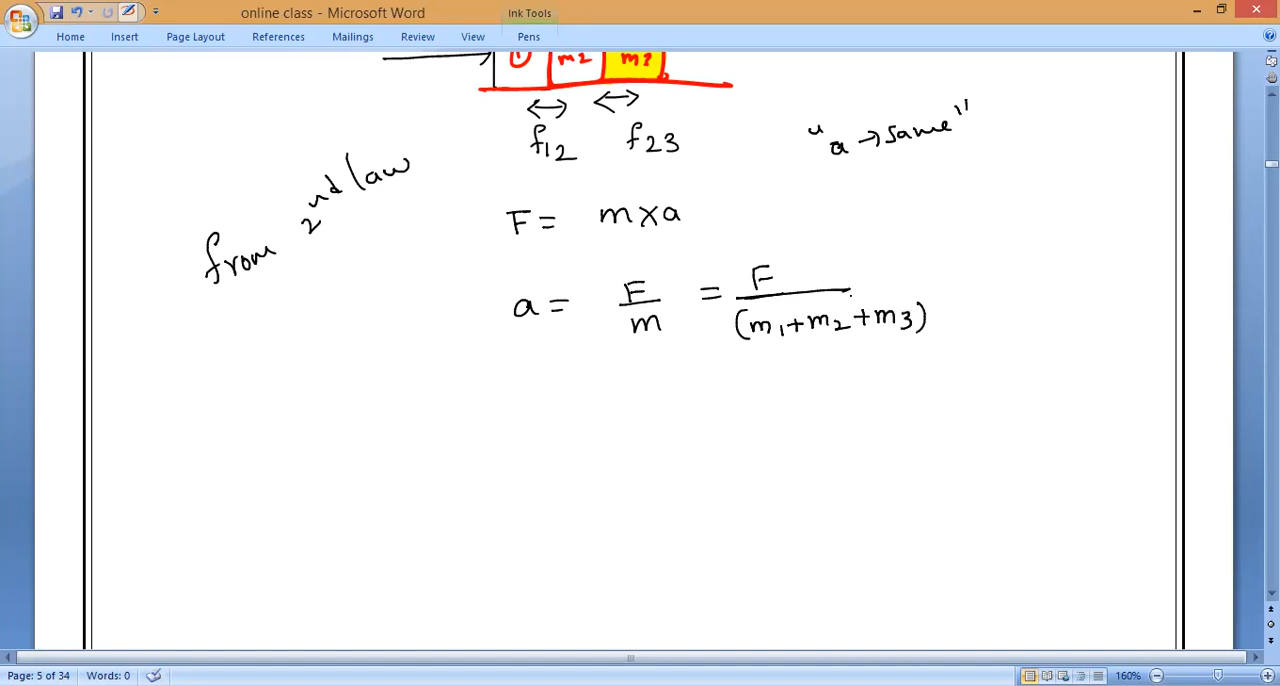 online class - Microsoft Word
Ink Tools
Home Insert Page Layout References Mailings Review View Pens
m2
f12 f23
"a → same"
from 2nd law
F = m×a
a = F/m = F/(m1+m2+m3)
Page: 5 of 34 Words: 0 160%